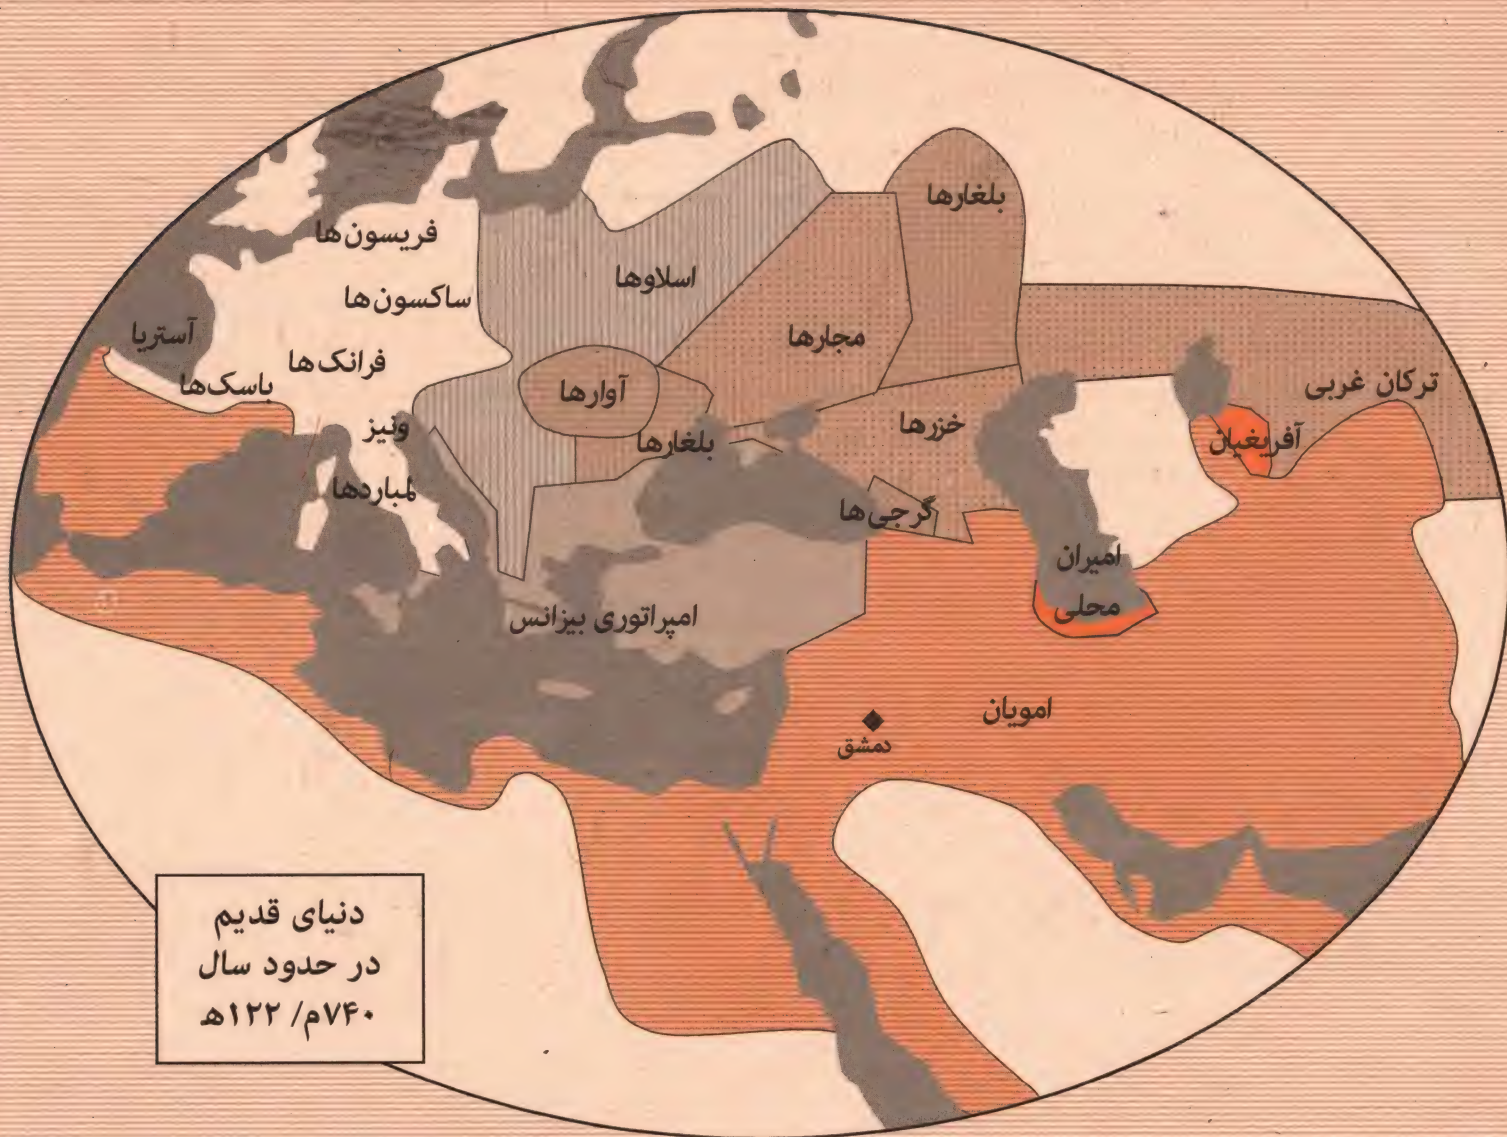 بلغارها
فریسون‌ها
اسلاوها
ساکسون‌ها
آستریا
مجارها
فرانک‌ها
باسک‌ها
ترکان غربی
آوارها
ونیز
خزرها
آفریغیان
بلغارها
لمباردها
گرجی‌ها
امیران
محلی
امپراتوری بیزانس
امویان
دمشق
دنیای قدیم
در حدود سال
۷۴۰م/ ۱۲۲ه